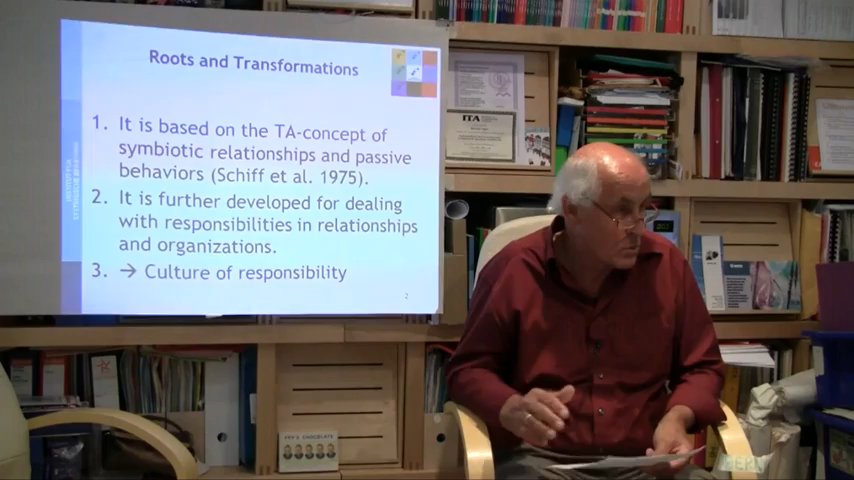 Roots and Transformations
1. It is based on the TA-concept of
symbiotic relationships and passive
behaviors (Schiff et al. 1975).
2. It is further developed for dealing
with responsibilities in relationships
and organizations.
3. → Culture of responsibility
2
ITA
FRY'S CHOCOLATE